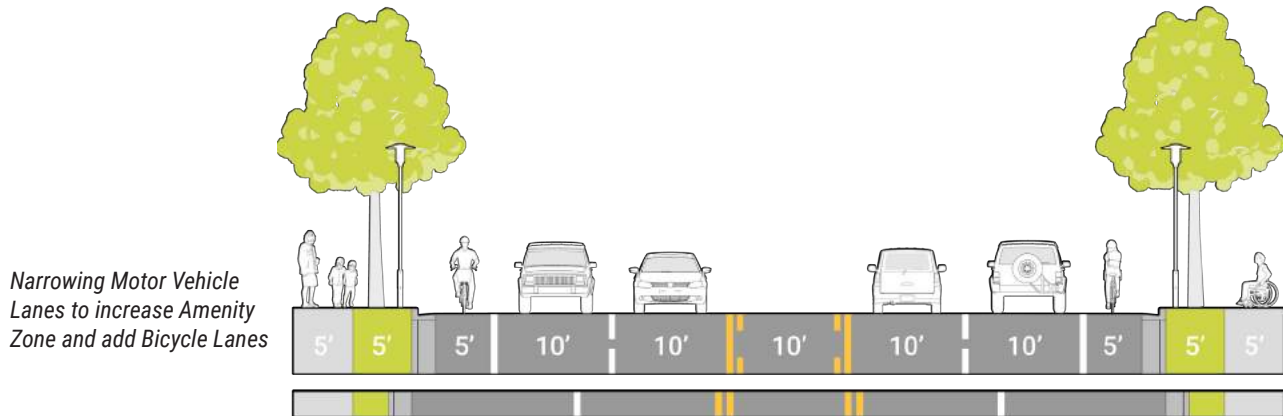 Narrowing Motor Vehicle
Lanes to increase Amenity
Zone and add Bicycle Lanes
5' 5' 5' 10' 10' 10' 10' 10' 5' 5' 5'